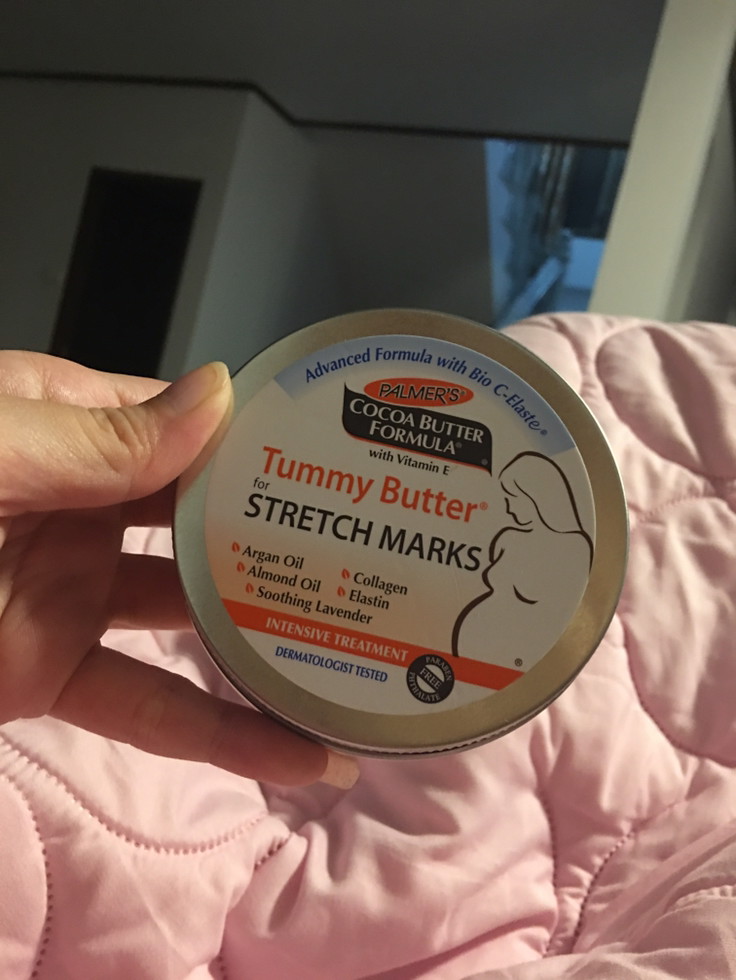 Advanced Formula with Bio C-Elaste®
PALMER'S®
COCOA BUTTER
FORMULA®
with Vitamin E
Tummy Butter®
for
STRETCH MARKS
Argan Oil
Almond Oil
Soothing Lavender
Collagen
Elastin
INTENSIVE TREATMENT
DERMATOLOGIST TESTED
PARABEN
FREE
PHTHALATE
®